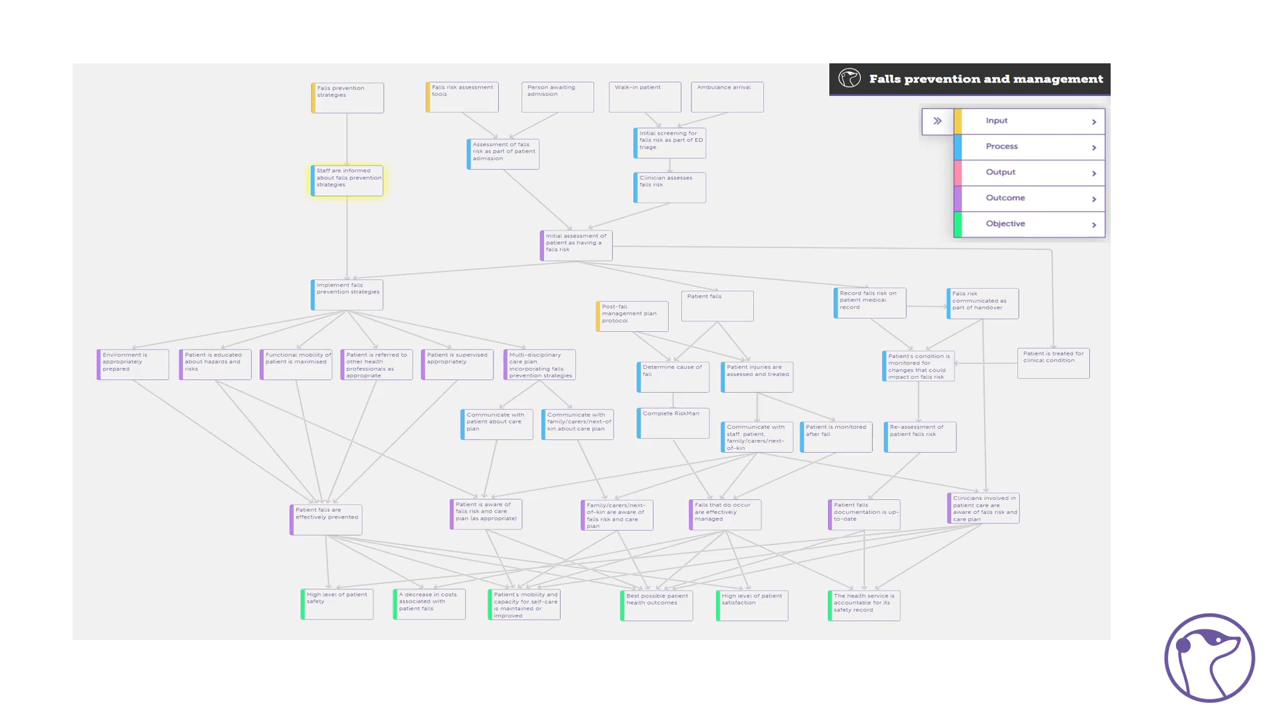 Falls prevention and management
Input
Process
Output
Outcome
Objective
Falls prevention
strategies
Falls risk assessment
tools
Person awaiting
admission
Walk-in patient
Ambulance arrival
Initial screening for
falls risk as part of ED
triage
Assessment of falls
risk as part of patient
admission
Staff are informed
about falls prevention
strategies
Clinician assesses
falls risk
Initial assessment of
patient as having a
falls risk
Implement falls
prevention strategies
Post-fall
management plan
protocol
Patient falls
Record falls risk on
patient medical
record
Falls risk
communicated as
part of handover
Environment is
appropriately
prepared
Patient is educated
about hazards and
risks
Functional mobility of
patient is maximised
Patient is referred to
other health
professionals as
appropriate
Patient is supervised
appropriately
Multi-disciplinary
care plan
incorporating falls
prevention strategies
Determine cause of
fall
Patient injuries are
assessed and treated
Patient's condition is
monitored for
changes that could
impact on falls risk
Patient is treated for
clinical condition
Communicate with
patient about care
plan
Communicate with
family/carers/next-of
kin about care plan
Complete RiskMan
Communicate with
staff, patient,
family/carers/next-
of-kin
Patient is monitored
after fall
Re-assessment of
patient falls risk
Patient falls are
effectively prevented
Patient is aware of
falls risk and care
plan (as appropriate)
Family/carers/next-
of-kin are aware of
falls risk and care
plan
Falls that do occur
are effectively
managed
Patient falls
documentation is up-
to-date
Clinicians involved in
patient care are
aware of falls risk and
care plan
High level of patient
safety
A decrease in costs
associated with
patient falls
Patient's mobility and
capacity for self-care
is maintained or
improved
Best possible patient
health outcomes
High level of patient
satisfaction
The health service is
accountable for its
safety record